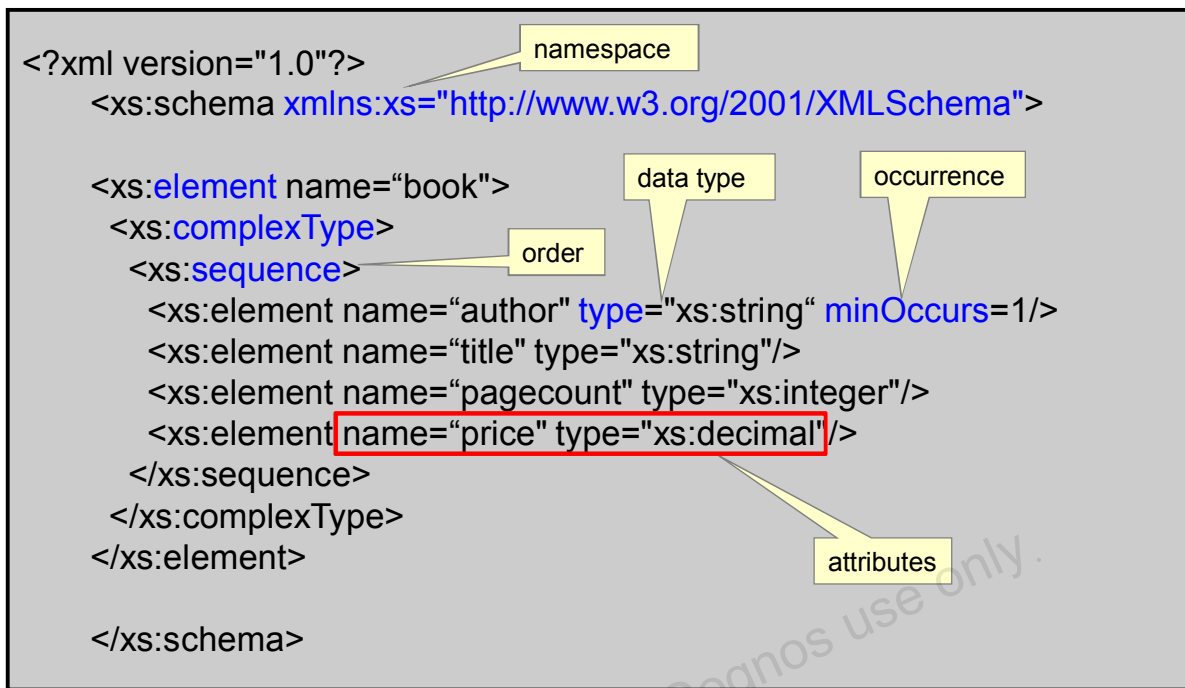 namespace
<?xml version="1.0"?>
<xs:schema xmlns:xs="http://www.w3.org/2001/XMLSchema">
data type
occurrence
<xs:element name=“book">
<xs:complexType>
order
<xs:sequence>
<xs:element name=“author" type="xs:string“ minOccurs=1/>
<xs:element name=“title" type="xs:string"/>
<xs:element name=“pagecount" type="xs:integer"/>
<xs:element name=“price" type="xs:decimal"/>
</xs:sequence>
</xs:complexType>
</xs:element>
attributes
</xs:schema>
Cognos use only.